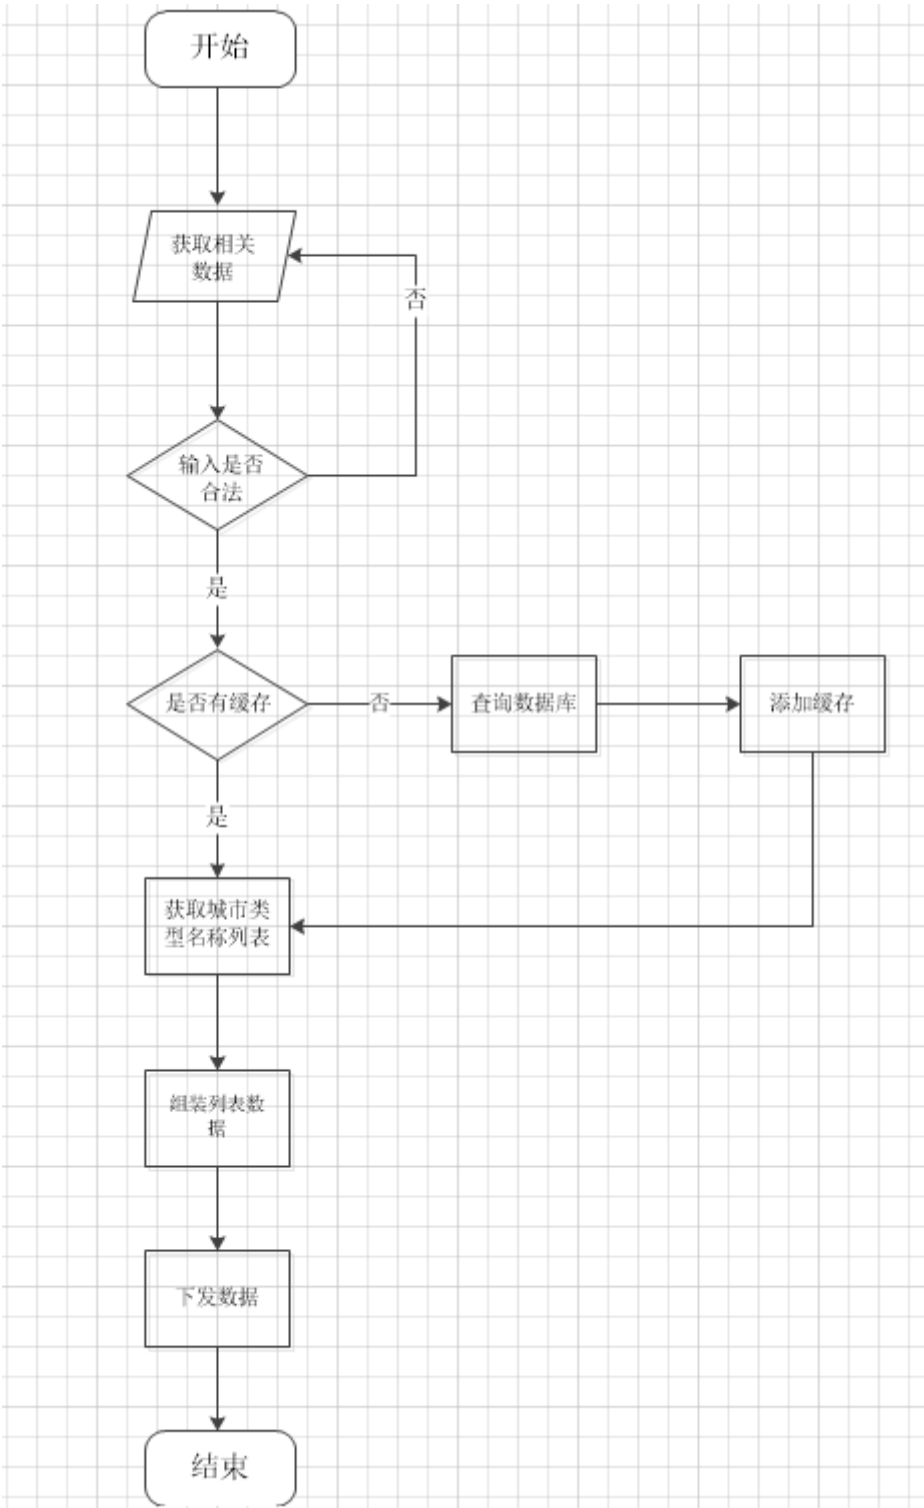 开始
获取相关
数据
否
输入是否
合法
是
是否有缓存
否
查询数据库
添加缓存
是
获取城市类
型名称列表
组装列表数
据
下发数据
结束